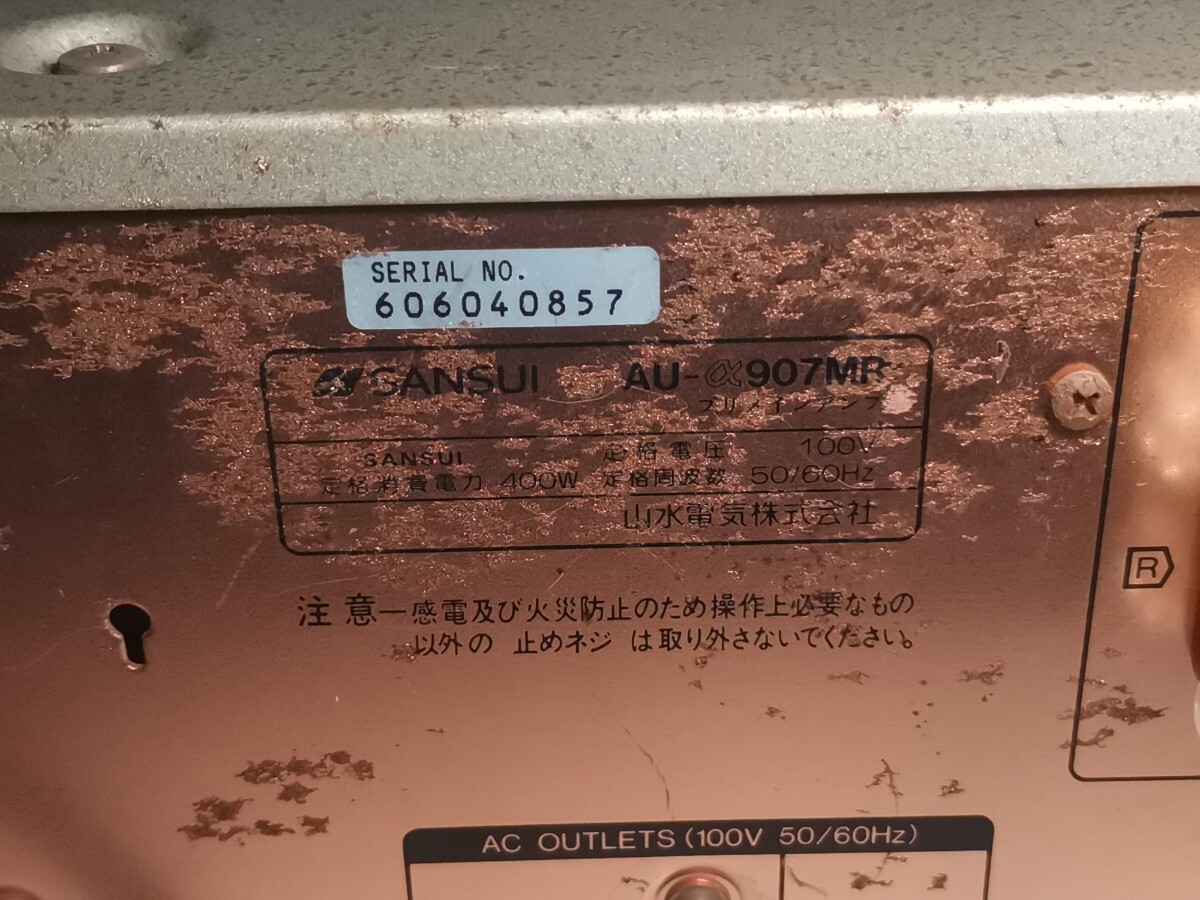 SERIAL NO.
606040857
SANSUI AU-α907MR
プリメインアンプ
SANSUI 定格電圧 100V
定格消費電力 400W 定格周波数 50/60Hz
山水電気株式会社
注意―感電及び火災防止のため操作上必要なもの
以外の 止めネジ は取り外さないでください。
R
AC OUTLETS (100V 50/60Hz)